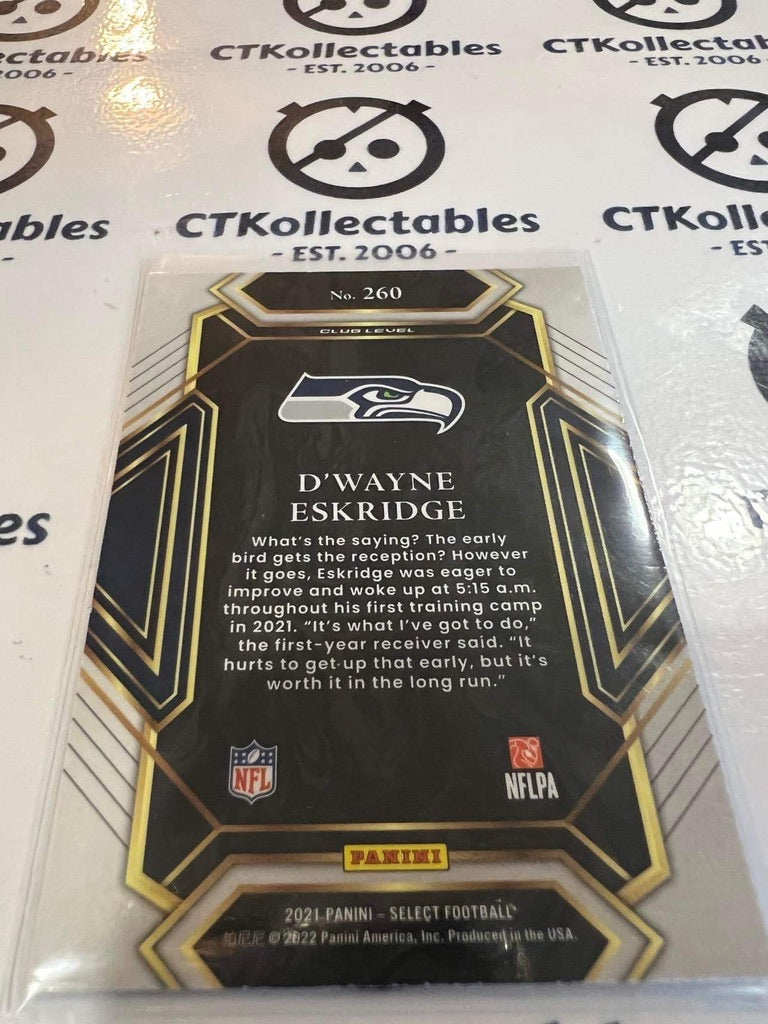 ctables
2006 -
CTKollectables
- EST. 2006 -
CTKollectab
- EST. 2006 -
ables
CTKollectables
- EST. 2006 -
CTKoll
- EST
es
No. 260
CLUB LEVEL
D'WAYNE
ESKRIDGE
What's the saying? The early
bird gets the reception? However
it goes, Eskridge was eager to
improve and woke up at 5:15 a.m.
throughout his first training camp
in 2021. "It's what I've got to do,"
the first-year receiver said. "It
hurts to get up that early, but it's
worth it in the long run."
NFL
NFLPA
PANINI
2021 PANINI - SELECT FOOTBALL
帕尼尼 © 2022 Panini America, Inc. Produced in the USA.